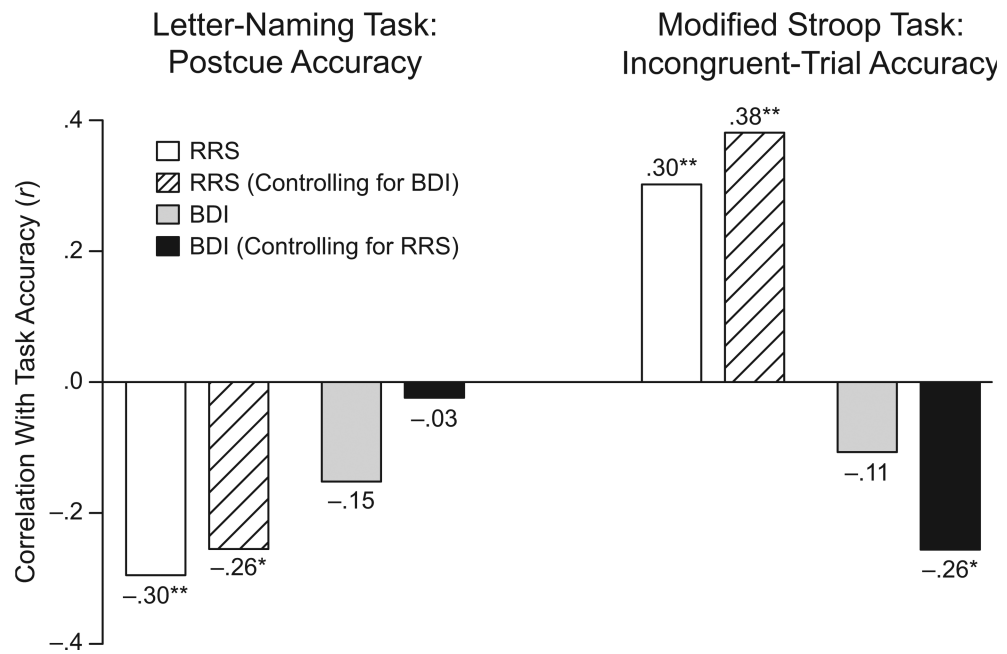 Letter-Naming Task:
Postcue Accuracy
Modified Stroop Task:
Incongruent-Trial Accuracy
Correlation With Task Accuracy (r)
.4
.2
.0
–.2
–.4
RRS
RRS (Controlling for BDI)
BDI
BDI (Controlling for RRS)
–.30**
–.26*
–.15
–.03
.30**
.38**
–.11
–.26*